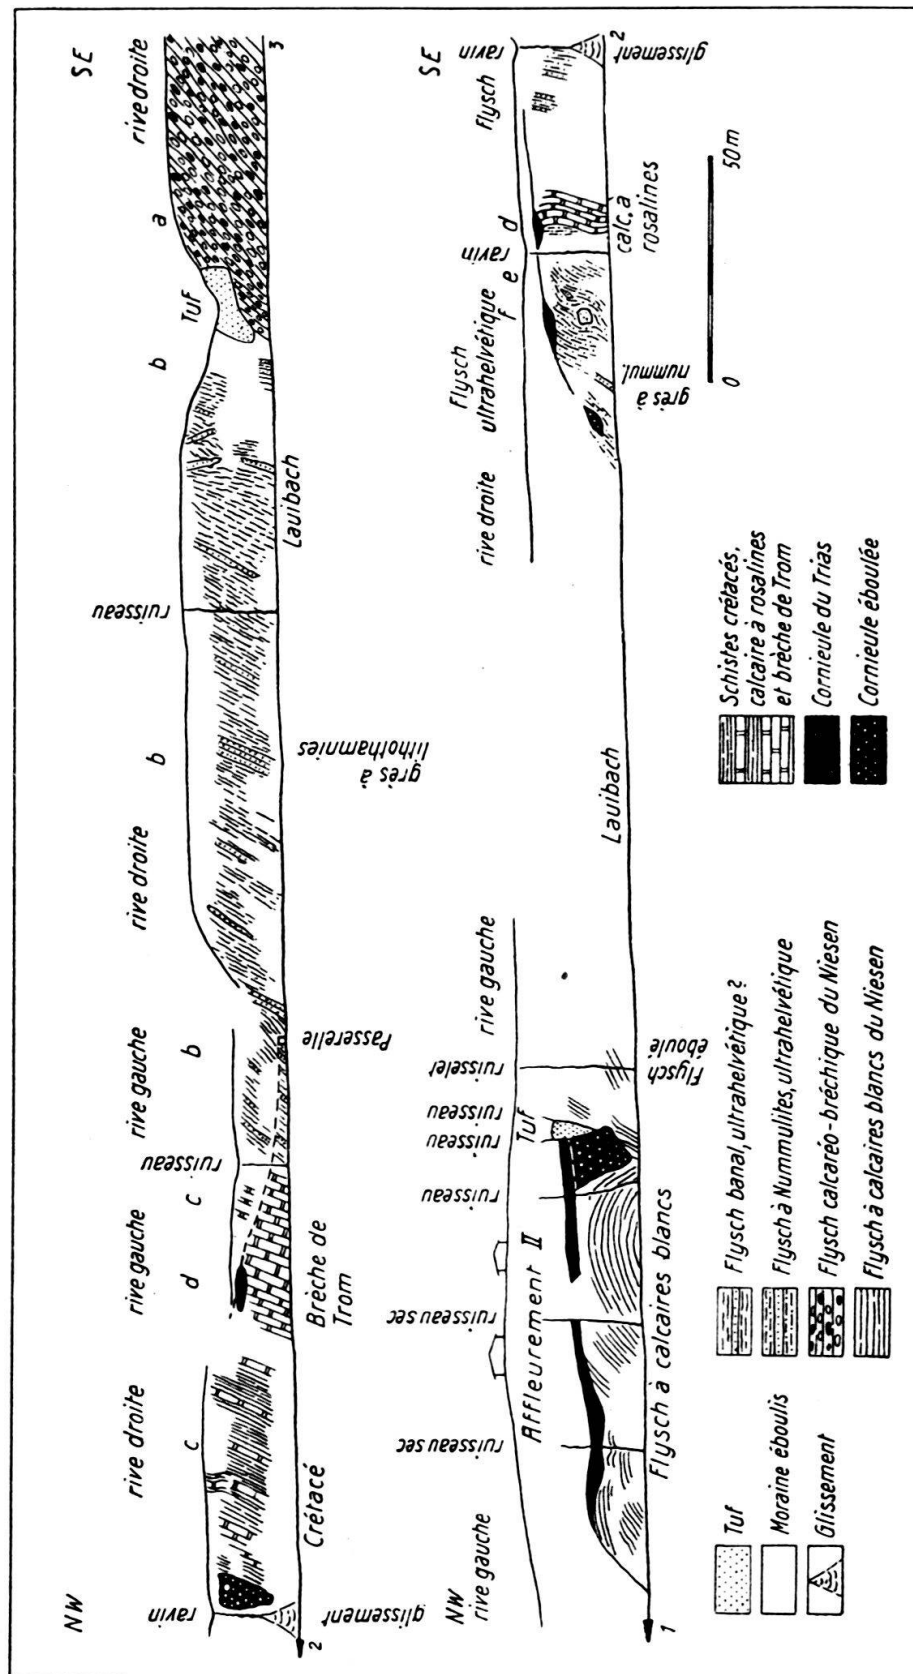 NW
SE
rive droite
rive gauche
rive gauche
rive droite
rive droite
ravin
c
d
c
ruisseau
b
b
ruisseau
b
Tuf
a
glissement
2
Crétacé
Brèche de
Trom
Passerelle
grès à
lithothamnies
Lauibach
3
NW
rive gauche
SE
Affleurement II
rive gauche
rive droite
Flysch
ultrahelvétique
f
e
ravin
d
Flysch
ravin
ruisseau sec
ruisseau sec
ruisseau
ruisseau
Tuf
ruisseau
ruisselet
1
Flysch à calcaires blancs
Flysch
éboulé
Lauibach
grès à
nummul.
calc. à
rosalines
glissement
2
0
50 m
Tuf
Moraine éboulis
Glissement
Flysch banal, ultrahelvétique ?
Flysch à Nummulites, ultrahelvétique
Flysch calcaréo-bréchique du Niesen
Flysch à calcaires blancs du Niesen
Schistes crétacés,
calcaire à rosalines
et brèche de Trom
Cornieule du Trias
Cornieule éboulée